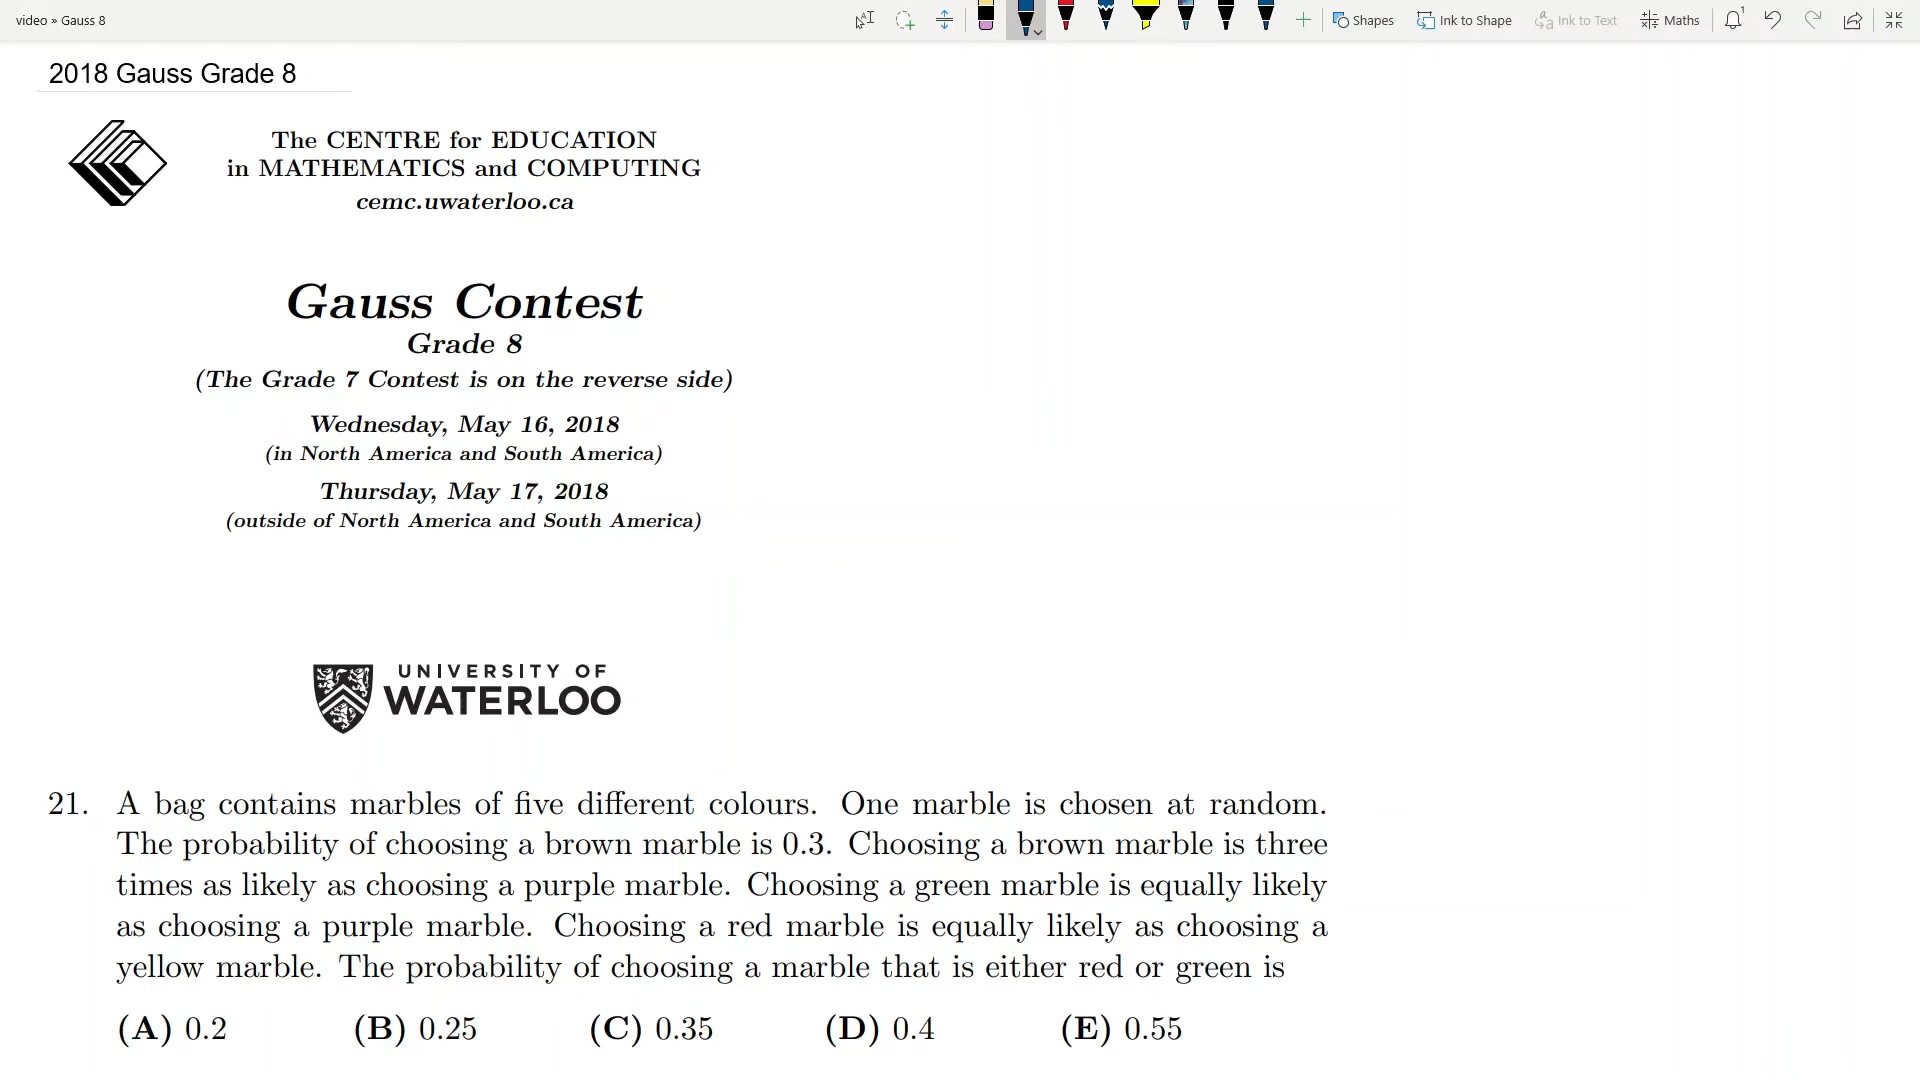 video » Gauss 8
Shapes
Ink to Shape
Ink to Text
Maths
1
2018 Gauss Grade 8
The CENTRE for EDUCATION
in MATHEMATICS and COMPUTING
cemc.uwaterloo.ca
Gauss Contest
Grade 8
(The Grade 7 Contest is on the reverse side)
Wednesday, May 16, 2018
(in North America and South America)
Thursday, May 17, 2018
(outside of North America and South America)
UNIVERSITY OF
WATERLOO
21. A bag contains marbles of five different colours. One marble is chosen at random.
The probability of choosing a brown marble is 0.3. Choosing a brown marble is three
times as likely as choosing a purple marble. Choosing a green marble is equally likely
as choosing a purple marble. Choosing a red marble is equally likely as choosing a
yellow marble. The probability of choosing a marble that is either red or green is
(A) 0.2 (B) 0.25 (C) 0.35 (D) 0.4 (E) 0.55